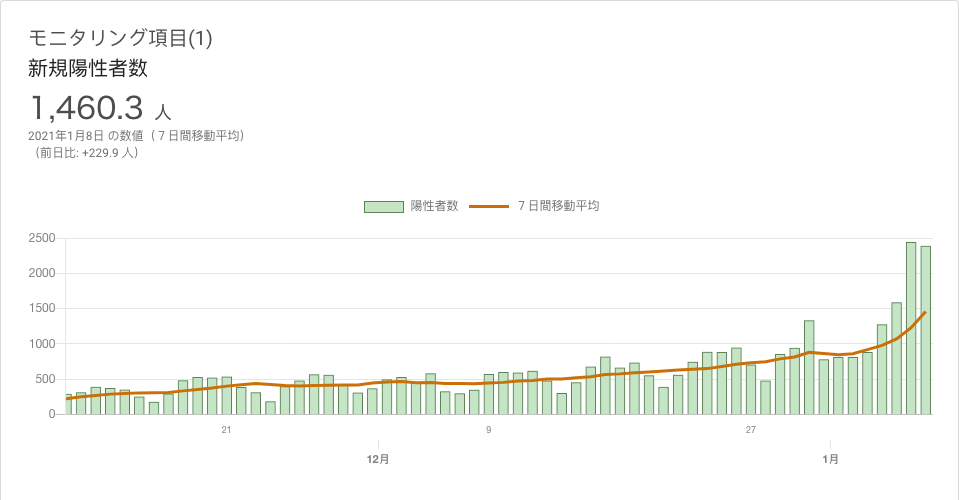 モニタリング項目(1)
新規陽性者数
1,460.3 人
2021年1月8日 の数値（７日間移動平均）
（前日比: +229.9 人）
陽性者数 ７日間移動平均
2500
2000
1500
1000
500
0
21 9 27
12月 1月